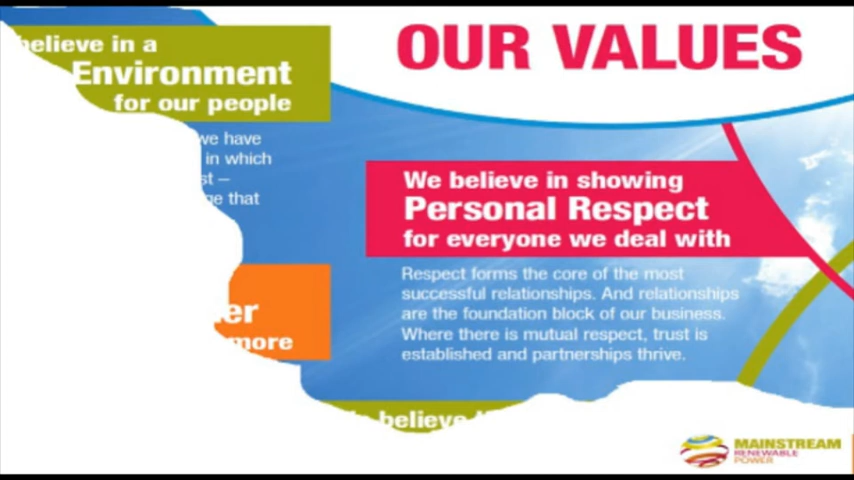 OUR VALUES
believe in a
Environment
for our people
we have
in which
that
more
We believe in showing
Personal Respect
for everyone we deal with
Respect forms the core of the most
successful relationships. And relationships
are the foundation block of our business.
Where there is mutual respect, trust is
established and partnerships thrive.
believe
MAINSTREAM
RENEWABLE
POWER